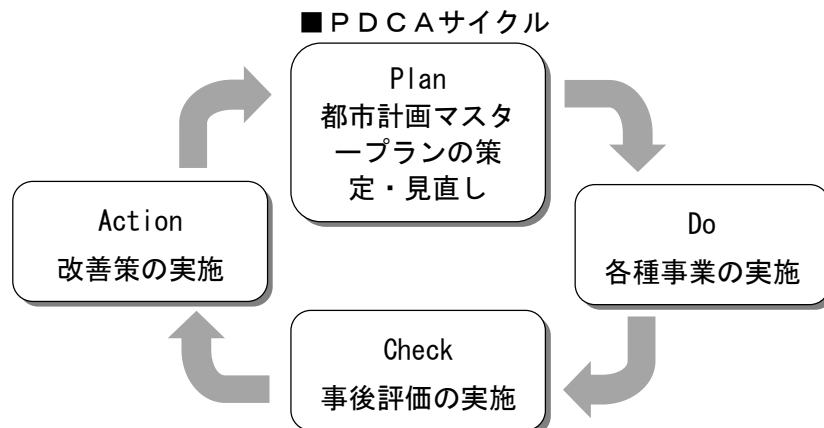 ■ＰＤＣＡサイクル
Plan
都市計画マスタ
ープランの策
定・見直し
Do
各種事業の実施
Check
事後評価の実施
Action
改善策の実施